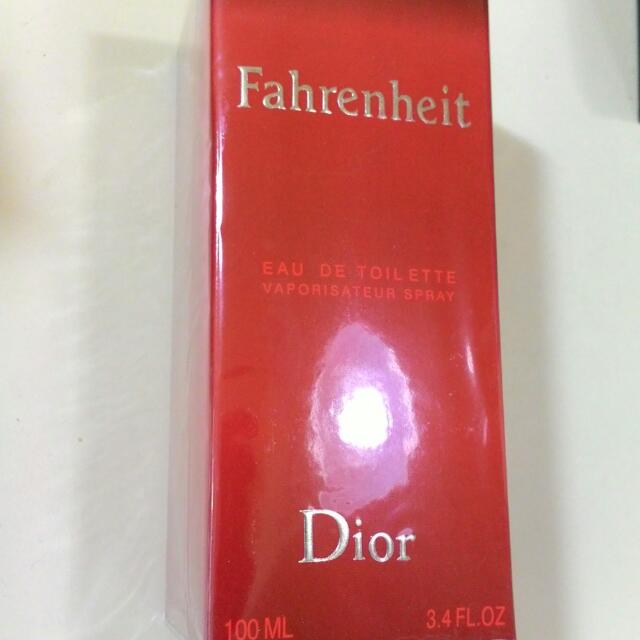 Fahrenheit
EAU DE TOILETTE
VAPORISATEUR SPRAY
Dior
100 ML 3.4 FL.OZ